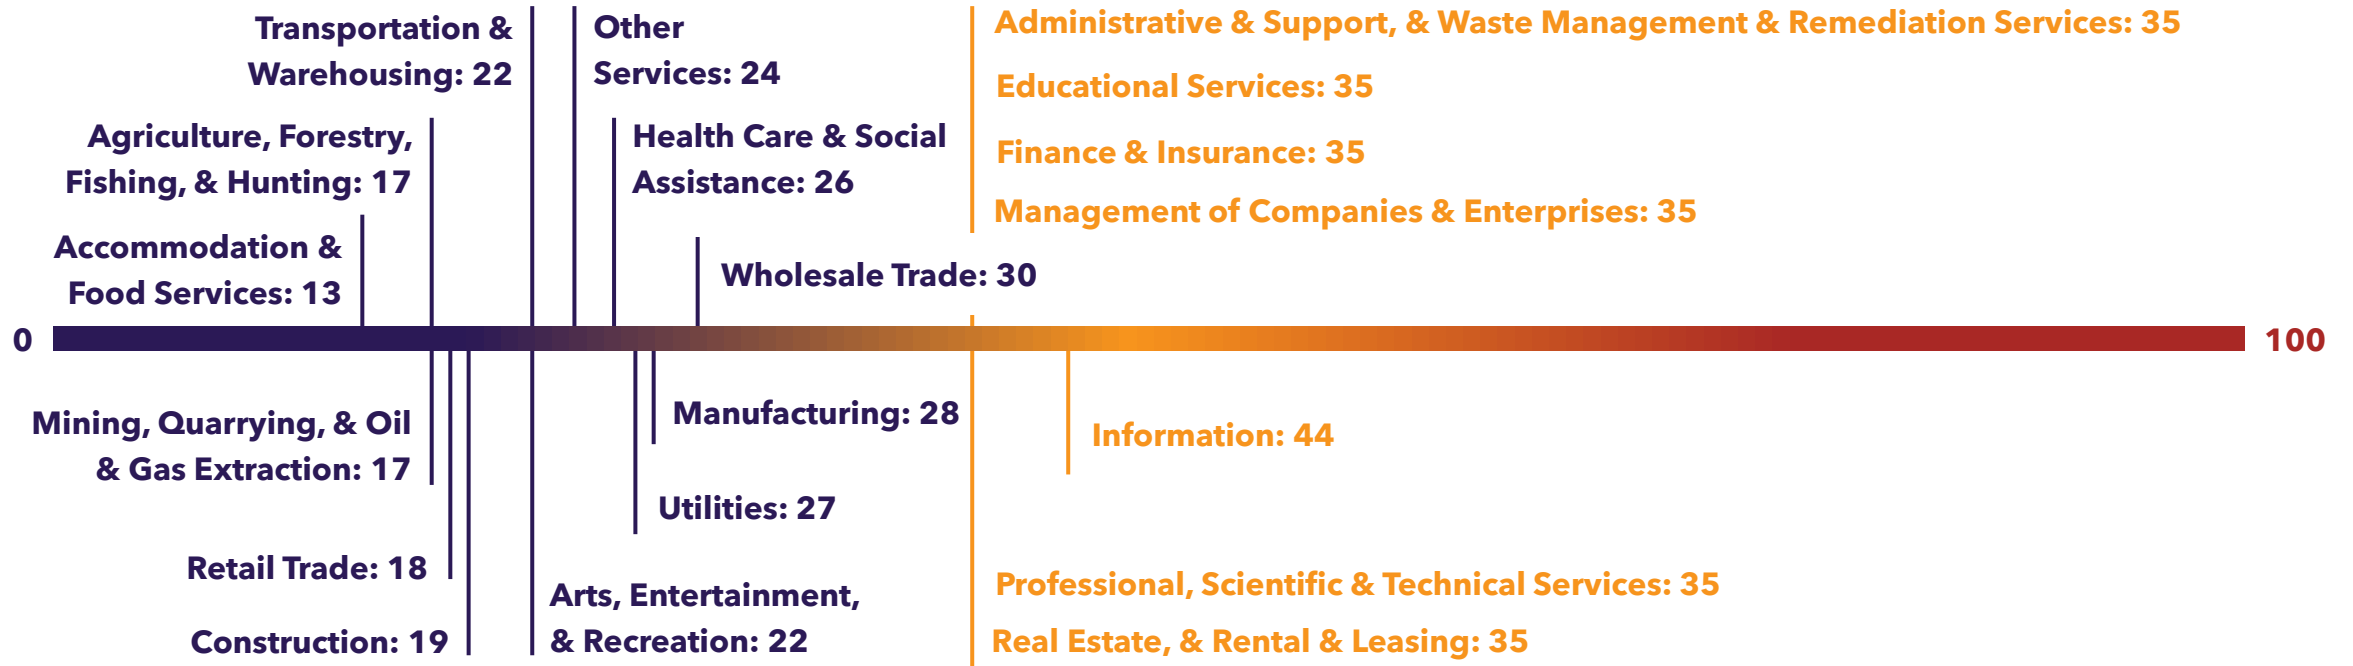 Transportation &
Warehousing: 22
Other
Services: 24
Administrative & Support, & Waste Management & Remediation Services: 35
Educational Services: 35
Finance & Insurance: 35
Management of Companies & Enterprises: 35
Agriculture, Forestry,
Fishing, & Hunting: 17
Health Care & Social
Assistance: 26
Accommodation &
Food Services: 13
Wholesale Trade: 30
0
100
Mining, Quarrying, & Oil
& Gas Extraction: 17
Manufacturing: 28
Information: 44
Utilities: 27
Retail Trade: 18
Construction: 19
Arts, Entertainment,
& Recreation: 22
Professional, Scientific & Technical Services: 35
Real Estate, & Rental & Leasing: 35